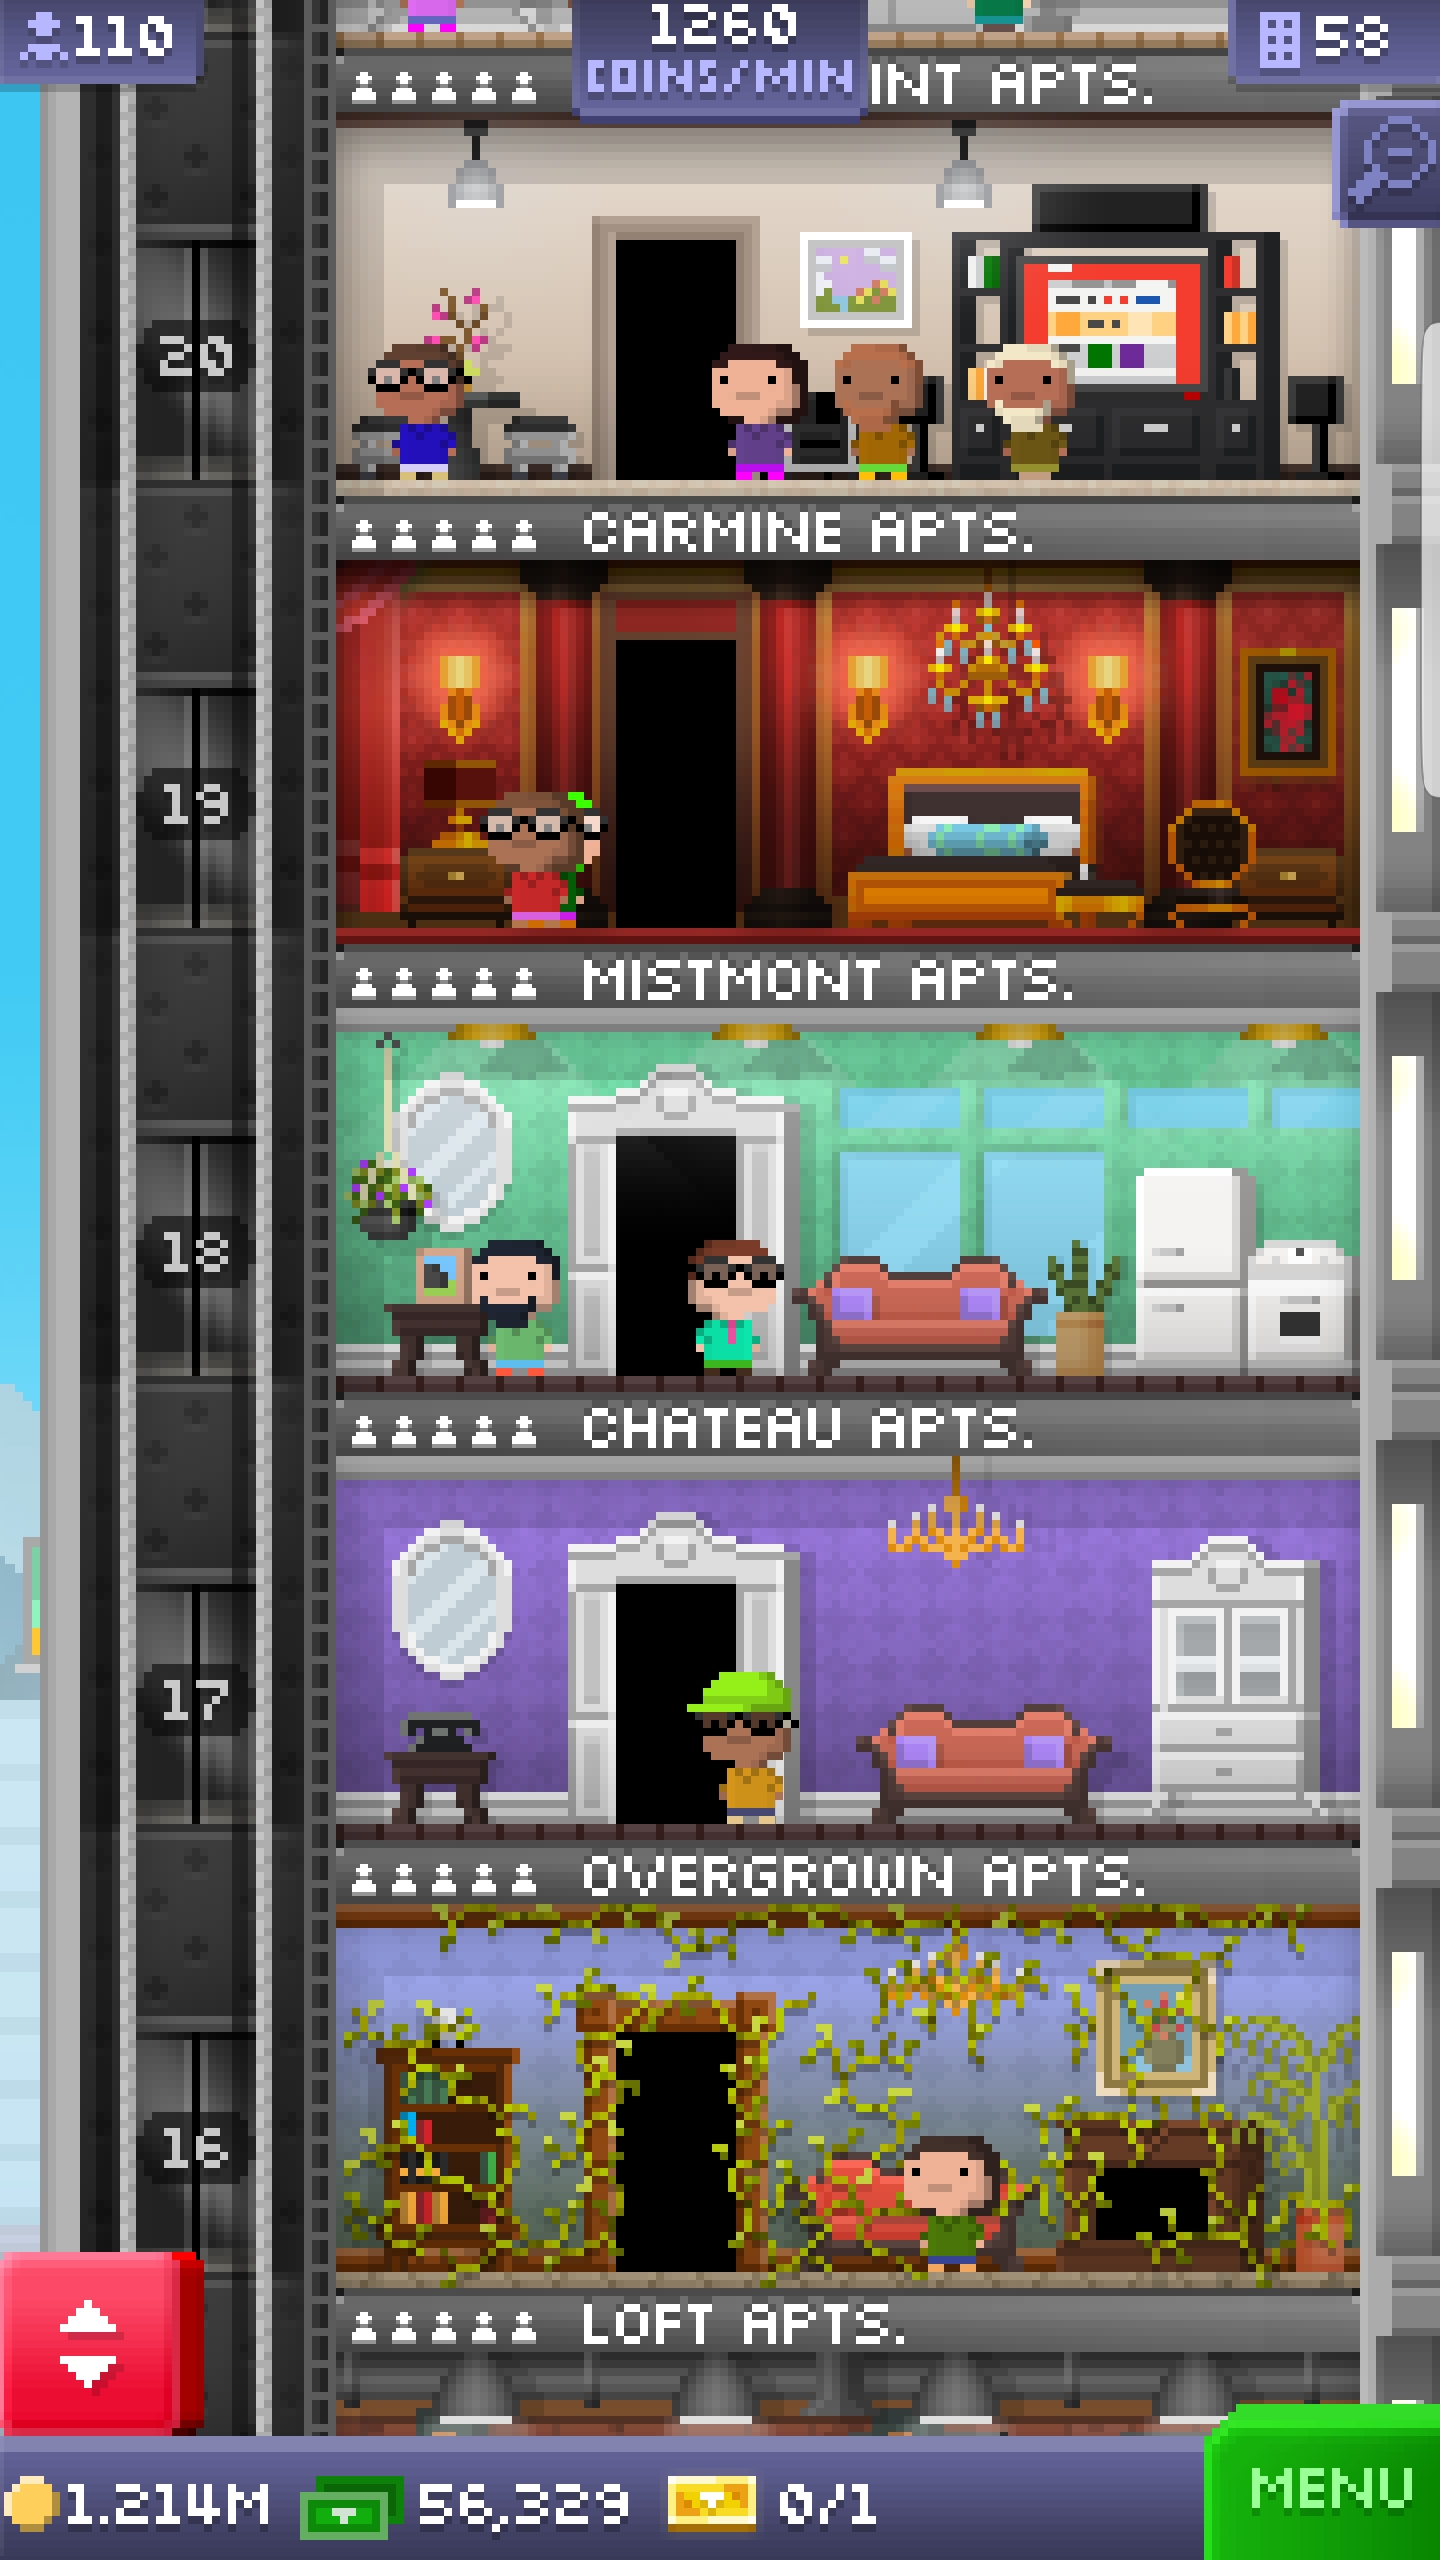 110
1260
COINS/MIN
58
INT APTS.
20
CARMINE APTS.
19
MISTMONT APTS.
18
CHATEAU APTS.
17
OVERGROWN APTS.
16
LOFT APTS.
1.214M 56,329 0/1
MENU